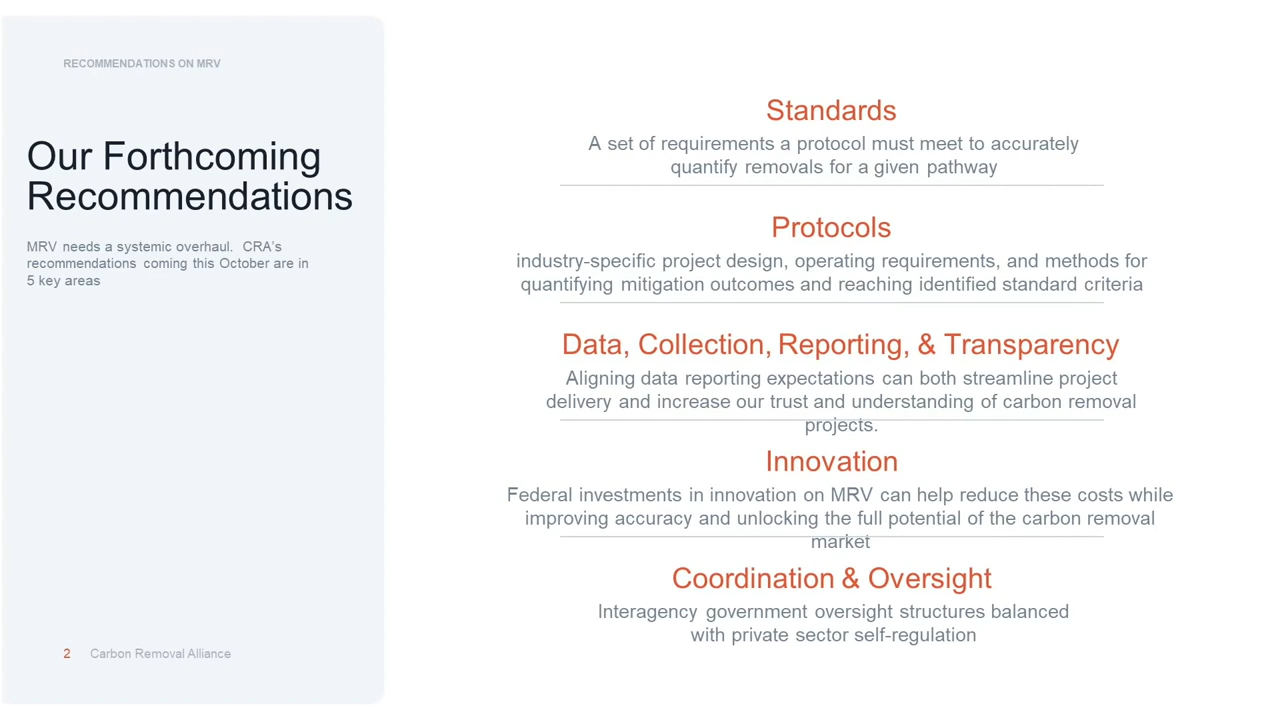 RECOMMENDATIONS ON MRV
Our Forthcoming
Recommendations
MRV needs a systemic overhaul. CRA's
recommendations coming this October are in
5 key areas
2 Carbon Removal Alliance
Standards
A set of requirements a protocol must meet to accurately
quantify removals for a given pathway
Protocols
industry-specific project design, operating requirements, and methods for
quantifying mitigation outcomes and reaching identified standard criteria
Data, Collection, Reporting, & Transparency
Aligning data reporting expectations can both streamline project
delivery and increase our trust and understanding of carbon removal
projects.
Innovation
Federal investments in innovation on MRV can help reduce these costs while
improving accuracy and unlocking the full potential of the carbon removal
market
Coordination & Oversight
Interagency government oversight structures balanced
with private sector self-regulation